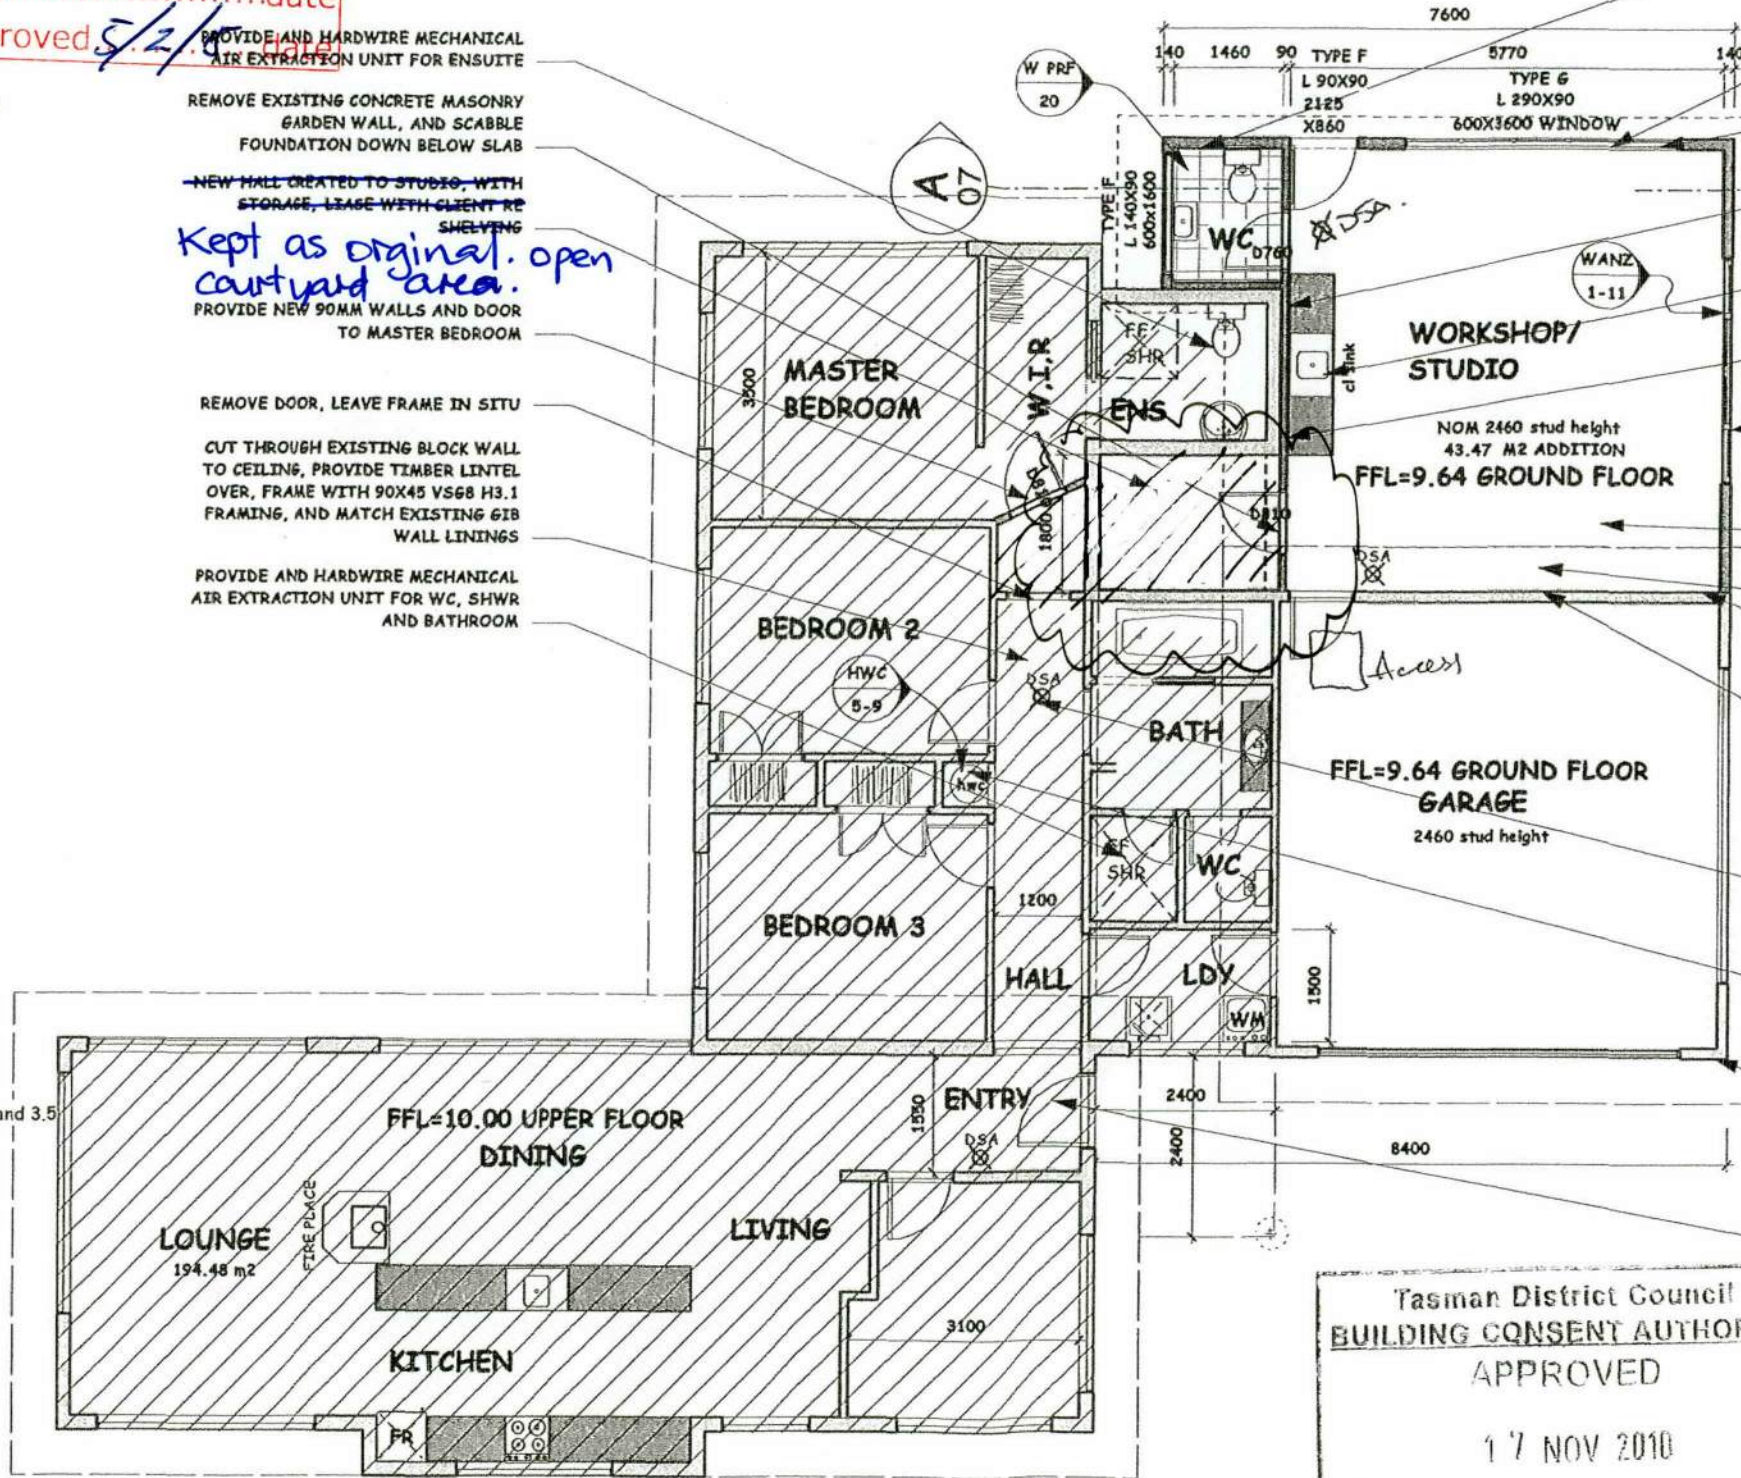 date
roved 5/2/
date
PROVIDE AND HARDWIRE MECHANICAL
AIR EXTRACTION UNIT FOR ENSUITE
REMOVE EXISTING CONCRETE MASONRY
GARDEN WALL, AND SCABBLE
FOUNDATION DOWN BELOW SLAB
NEW HALL CREATED TO STUDIO, WITH
STORAGE, LIASE WITH CLIENT RE
SHELVING
Kept as orginal. open
courtyard area.
PROVIDE NEW 90MM WALLS AND DOOR
TO MASTER BEDROOM
REMOVE DOOR, LEAVE FRAME IN SITU
CUT THROUGH EXISTING BLOCK WALL
TO CEILING, PROVIDE TIMBER LINTEL
OVER, FRAME WITH 90X45 VSG8 H3.1
FRAMING, AND MATCH EXISTING GIB
WALL LININGS
PROVIDE AND HARDWIRE MECHANICAL
AIR EXTRACTION UNIT FOR WC, SHWR
AND BATHROOM
7600
140 1460 90 5770 140
TYPE F
L 90X90
2125
X860
TYPE G
L 290X90
600X3600 WINDOW
W PRF
20
A
07
TYPE F
L 140X90
600x1600
WC
D760
DSA.
WANZ
1-11
WORKSHOP/
STUDIO
cl sink
NOM 2460 stud height
43.47 M2 ADDITION
FFL=9.64 GROUND FLOOR
MASTER
BEDROOM
3500
W.I.R
FF
SHR
ENS
D810
1800
D810
DSA
BEDROOM 2
HWC
5-9
DSA
hwc
BATH
Access
FFL=9.64 GROUND FLOOR
GARAGE
2460 stud height
FF
SHR
WC
BEDROOM 3
1200
HALL
LDY
WM
1500
and 3.5
FFL=10.00 UPPER FLOOR
DINING
1550
ENTRY
DSA
2400
2400
8400
LOUNGE
194.48 m2
FIRE PLACE
LIVING
3100
KITCHEN
FR
Tasman District Council
BUILDING CONSENT AUTHO
APPROVED
17 NOV 2010